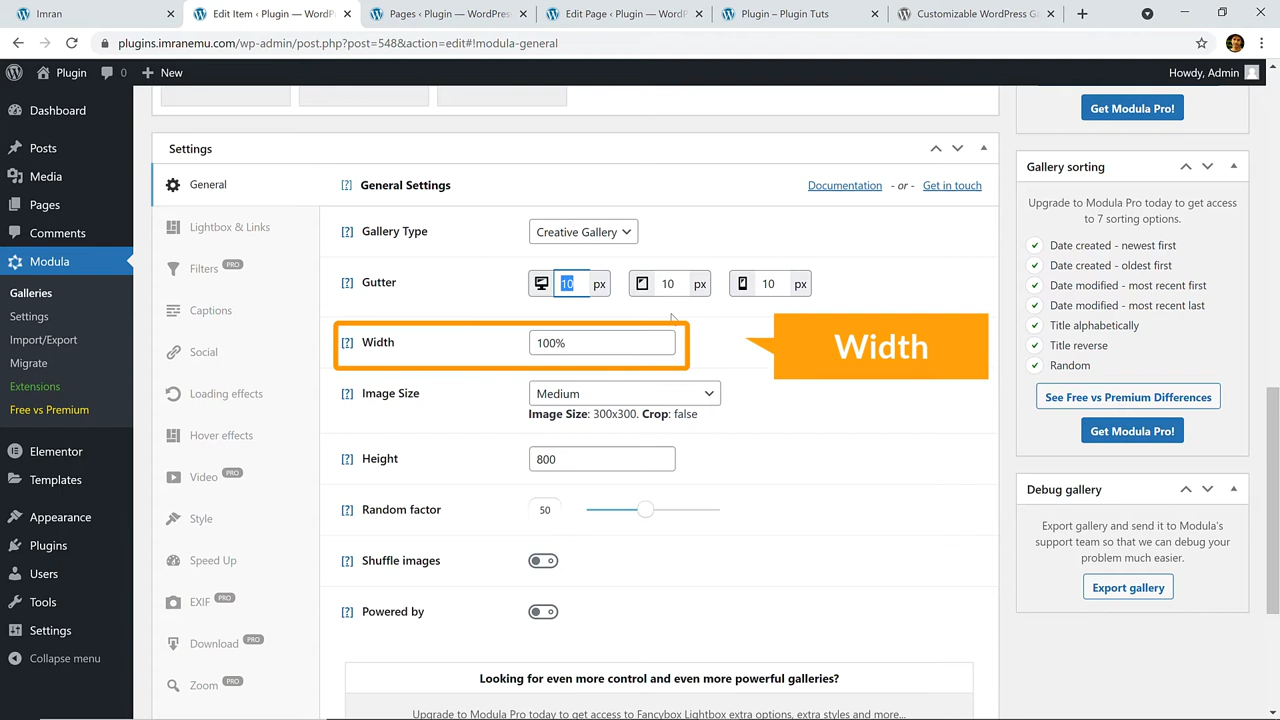 Imran
Edit Item ‹ Plugin — WordPr
Pages ‹ Plugin — WordPress
Edit Page ‹ Plugin — WordPress
Plugin – Plugin Tuts
Customizable WordPress Ga
plugins.imranemu.com/wp-admin/post.php?post=548&action=edit#!modula-general
Plugin
0
New
Howdy, Admin
Dashboard
Posts
Media
Pages
Comments
Modula
Galleries
Settings
Import/Export
Migrate
Extensions
Free vs Premium
Elementor
Templates
Appearance
Plugins
Users
Tools
Settings
Collapse menu
Settings
General
Lightbox & Links
Filters PRO
Captions
Social
Loading effects
Hover effects
Video PRO
Style
Speed Up
EXIF PRO
Download PRO
Zoom PRO
[?] General Settings
Documentation - or - Get in touch
[?] Gallery Type Creative Gallery
[?] Gutter 10 px 10 px 10 px
[?] Width 100%
Width
[?] Image Size Medium
Image Size: 300x300. Crop: false
[?] Height 800
[?] Random factor 50
[?] Shuffle images
[?] Powered by
Looking for even more control and even more powerful galleries?
Upgrade to Modula Pro today to get access to Fancybox Lightbox extra options, extra styles and more...
Get Modula Pro!
Gallery sorting
Upgrade to Modula Pro today to get access
to 7 sorting options.
Date created - newest first
Date created - oldest first
Date modified - most recent first
Date modified - most recent last
Title alphabetically
Title reverse
Random
See Free vs Premium Differences
Get Modula Pro!
Debug gallery
Export gallery and send it to Modula's
support team so that we can debug your
problem much easier.
Export gallery